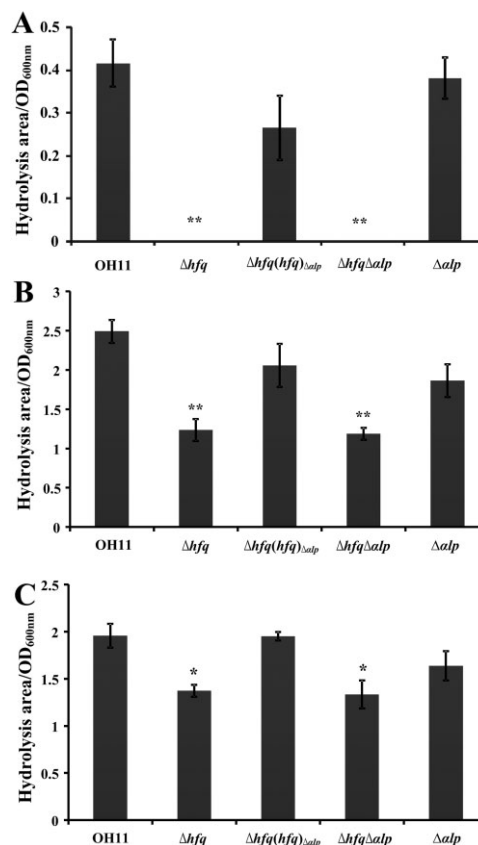 A
Hydrolysis area/OD600nm
0.5
0.4
0.3
0.2
0.1
0
**
**
OH11 Δhfq Δhfq(hfq)Δalp ΔhfqΔalp Δalp
B
Hydrolysis area/OD600nm
3
2.5
2
1.5
1
0.5
0
**
**
OH11 Δhfq Δhfq(hfq)Δalp ΔhfqΔalp Δalp
C
Hydrolysis area/OD600nm
2.5
2
1.5
1
0.5
0
*
*
OH11 Δhfq Δhfq(hfq)Δalp ΔhfqΔalp Δalp